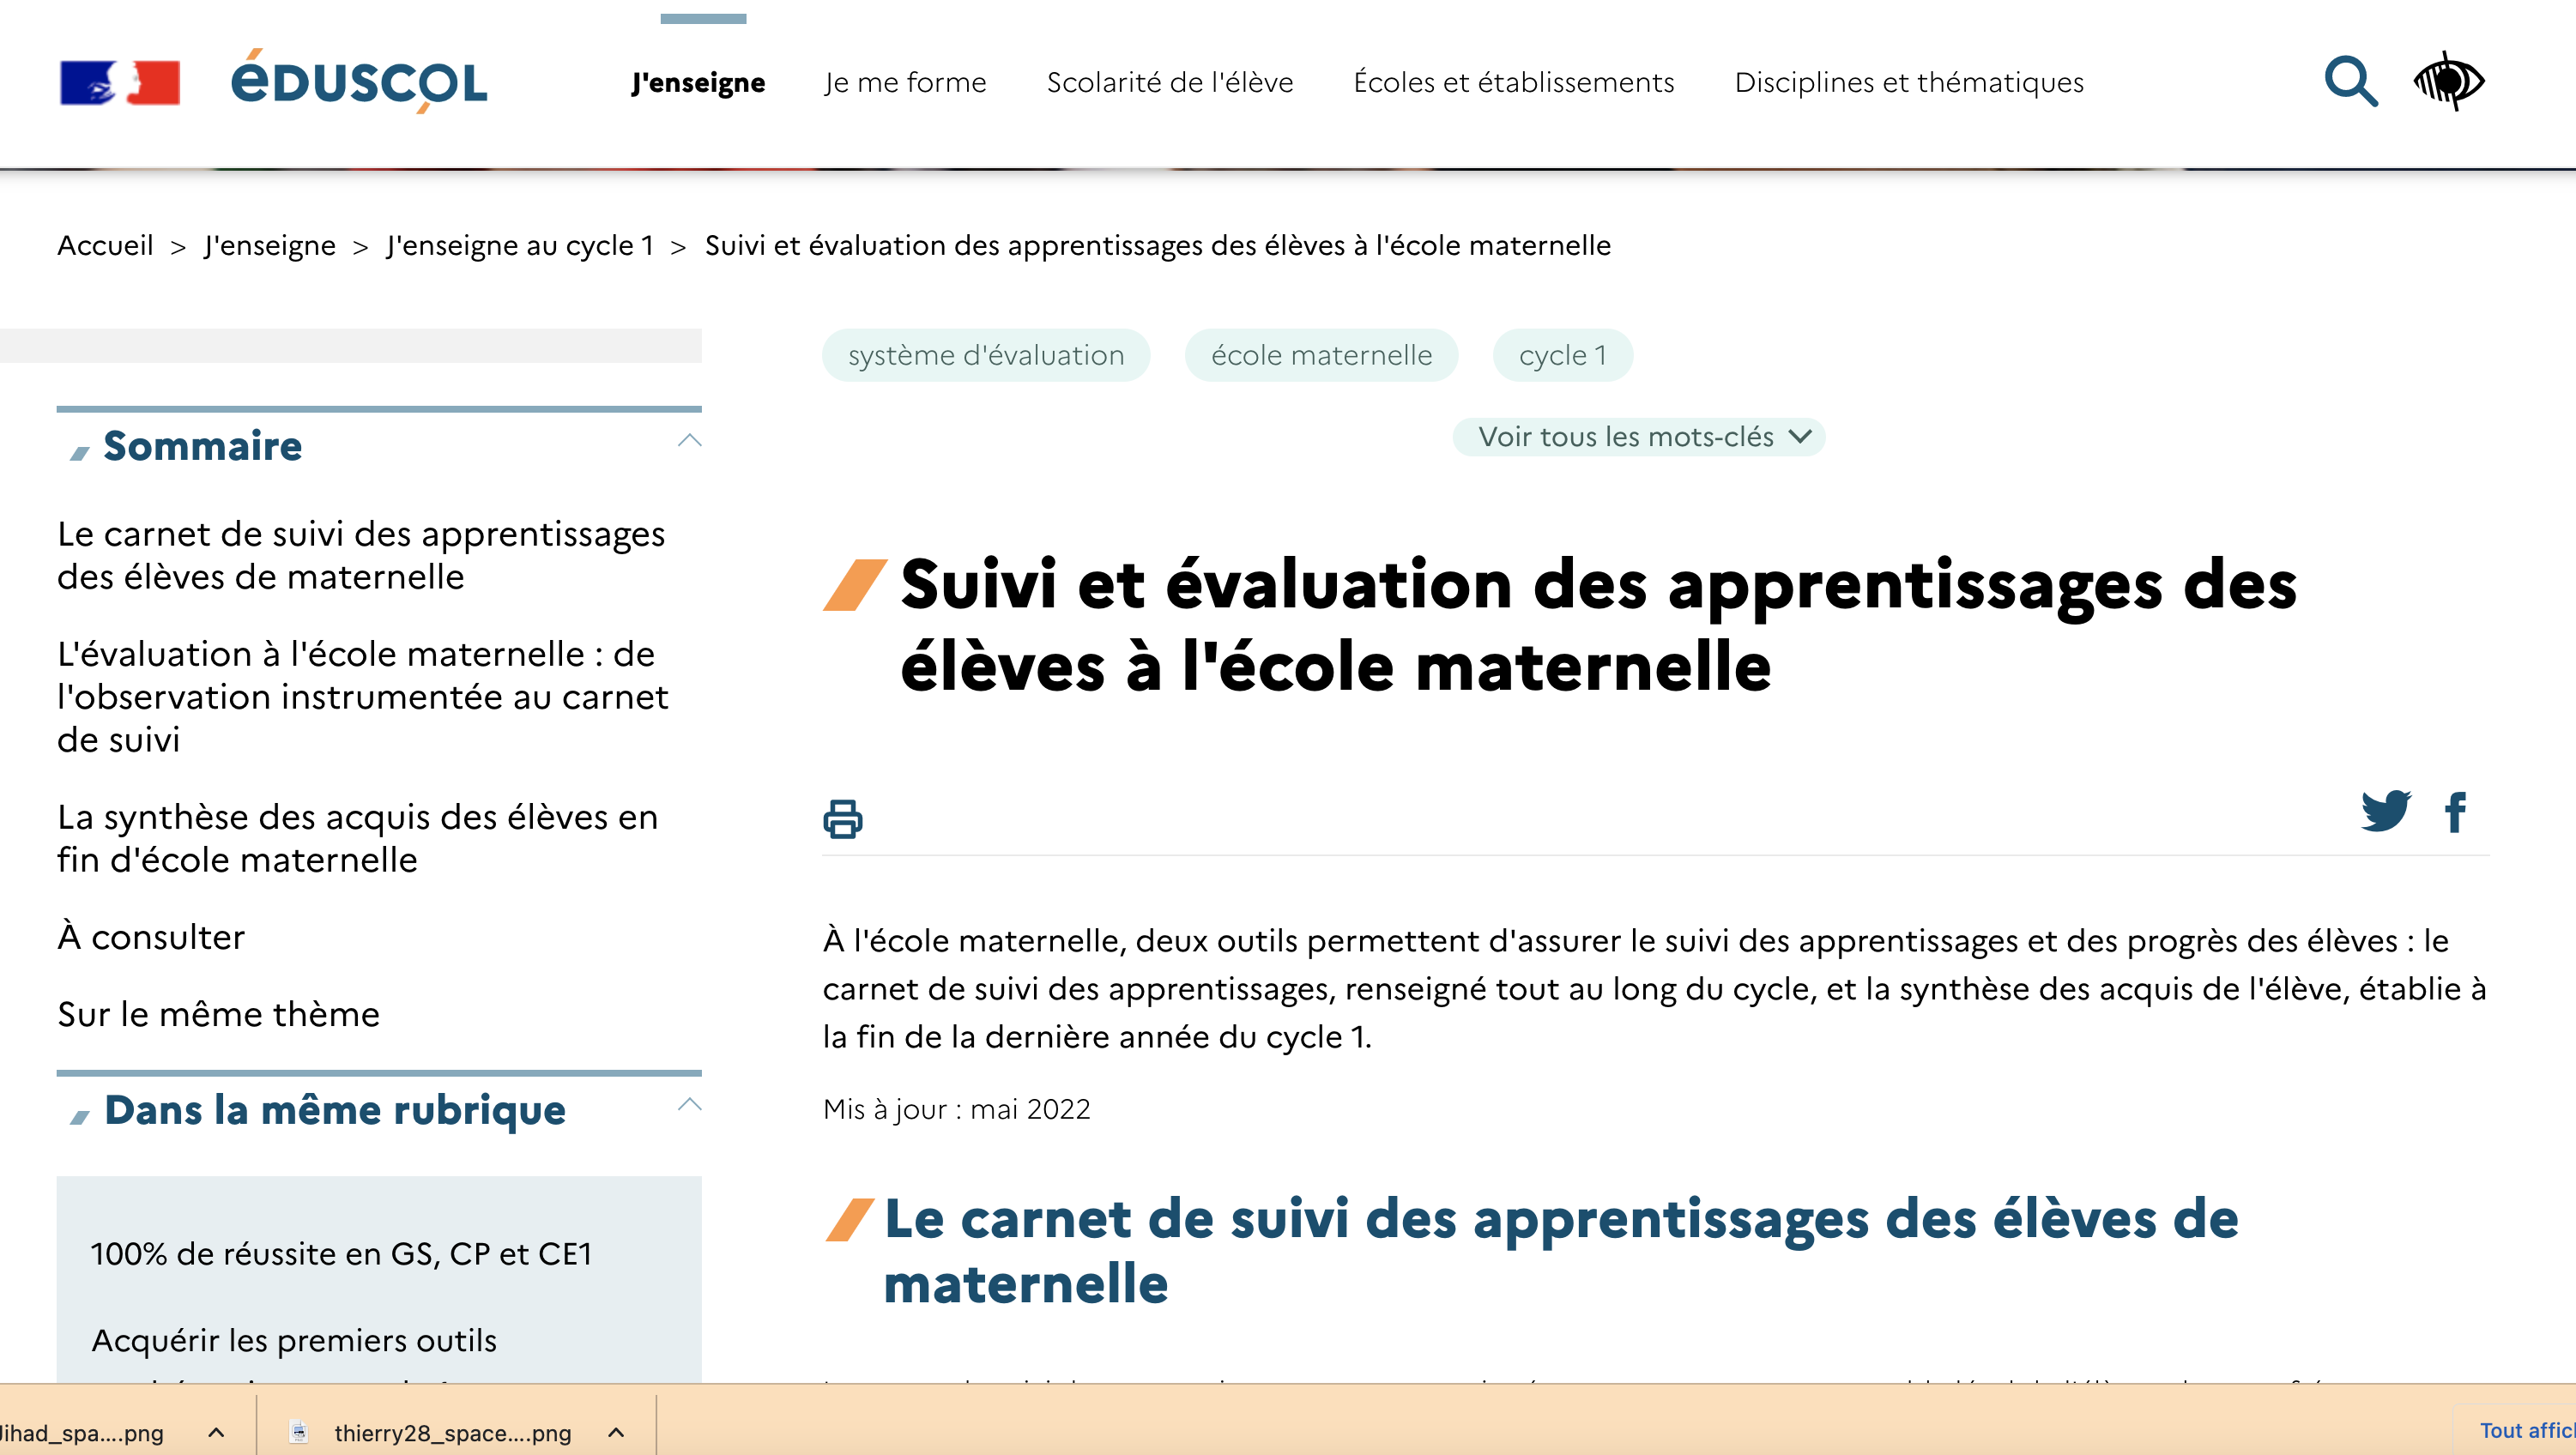 éDUSCOL
J'enseigne
Je me forme
Scolarité de l'élève
Écoles et établissements
Disciplines et thématiques
Accueil > J'enseigne > J'enseigne au cycle 1 > Suivi et évaluation des apprentissages des élèves à l'école maternelle
Sommaire
Le carnet de suivi des apprentissages
des élèves de maternelle
L'évaluation à l'école maternelle : de
l'observation instrumentée au carnet
de suivi
La synthèse des acquis des élèves en
fin d'école maternelle
À consulter
Sur le même thème
Dans la même rubrique
100% de réussite en GS, CP et CE1
Acquérir les premiers outils
système d'évaluation
école maternelle
cycle 1
Voir tous les mots-clés
Suivi et évaluation des apprentissages des
élèves à l'école maternelle
À l'école maternelle, deux outils permettent d'assurer le suivi des apprentissages et des progrès des élèves : le
carnet de suivi des apprentissages, renseigné tout au long du cycle, et la synthèse des acquis de l'élève, établie à
la fin de la dernière année du cycle 1.
Mis à jour : mai 2022
Le carnet de suivi des apprentissages des élèves de
maternelle
Jihad_spa....png
thierry28_space....png
Tout affic